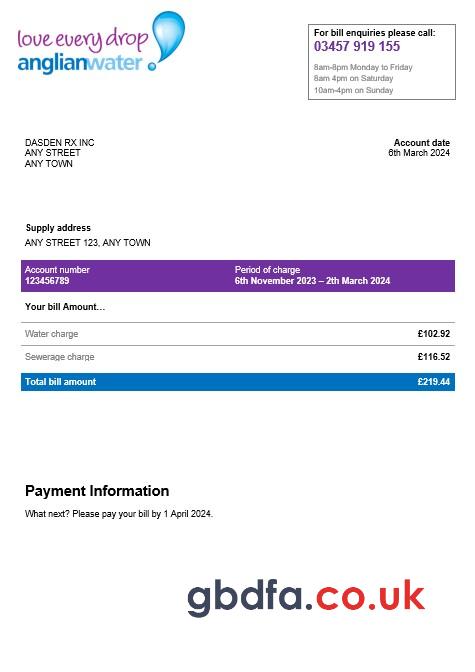 love every drop
anglianwater
For bill enquiries please call:
03457 919 155
8am-8pm Monday to Friday
8am 4pm on Saturday
10am-4pm on Sunday
DASDEN RX INC
ANY STREET
ANY TOWN
Account date
6th March 2024
Supply address
ANY STREET 123, ANY TOWN
Account number Period of charge
123456789 6th November 2023 – 2th March 2024
Your bill Amount...
Water charge £102.92
Sewerage charge £116.52
Total bill amount £219.44
Payment Information
What next? Please pay your bill by 1 April 2024.
gbdfa.co.uk